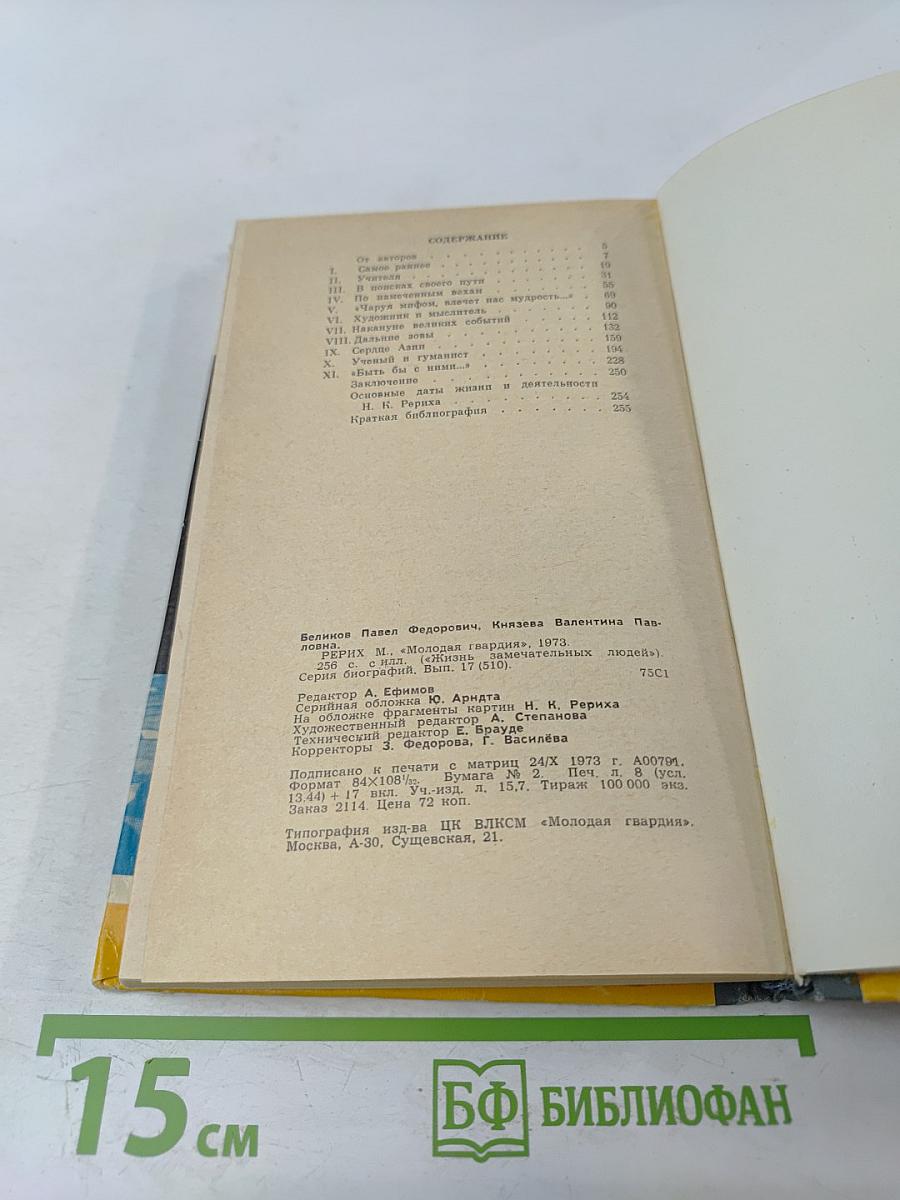 СОДЕРЖАНИЕ
От авторов . . . . . . . . . . 5
I. Самое раннее . . . . . . . . . . 7
II. Учителя . . . . . . . . . . 19
III. В поисках своего пути . . . . . . . 31
IV. По намеченным вехам . . . . . . . 55
V. «Чаруя мифом, влечет нас мудрость...» . 69
VI. Художник и мыслитель . . . . . . . 90
VII. Накануне великих событий . . . . . 112
VIII. Дальние зовы . . . . . . . . 132
IX. Сердце Азии . . . . . . . . . 159
X. Ученый и гуманист . . . . . . . 194
XI. «Быть бы с ними...» . . . . . . . 228
Заключение . . . . . . . . . 250
Основные даты жизни и деятельности
Н. К. Рериха . . . . . . . . . 254
Краткая библиография . . . . . . . 255
Беликов Павел Федорович, Князева Валентина Пав-
ловна.
РЕРИХ М., «Молодая гвардия», 1973.
256 с. с илл. («Жизнь замечательных людей»).
Серия биографий. Вып. 17 (510).
75С1
Редактор А. Ефимов
Серийная обложка Ю. Арндта
На обложке фрагменты картин Н. К. Рериха
Художественный редактор А. Степанова
Технический редактор Е. Брауде
Корректоры З. Федорова, Г. Василёва
Подписано к печати с матриц 24/X 1973 г. А00791.
Формат 84×108¹/₃₂. Бумага № 2. Печ. л. 8 (усл.
13,44) + 17 вкл. Уч.-изд. л. 15,7. Тираж 100 000 экз.
Заказ 2114. Цена 72 коп.
Типография изд-ва ЦК ВЛКСМ «Молодая гвардия».
Москва, А-30, Сущевская, 21.
15 см
БФ БИБЛИОФАН